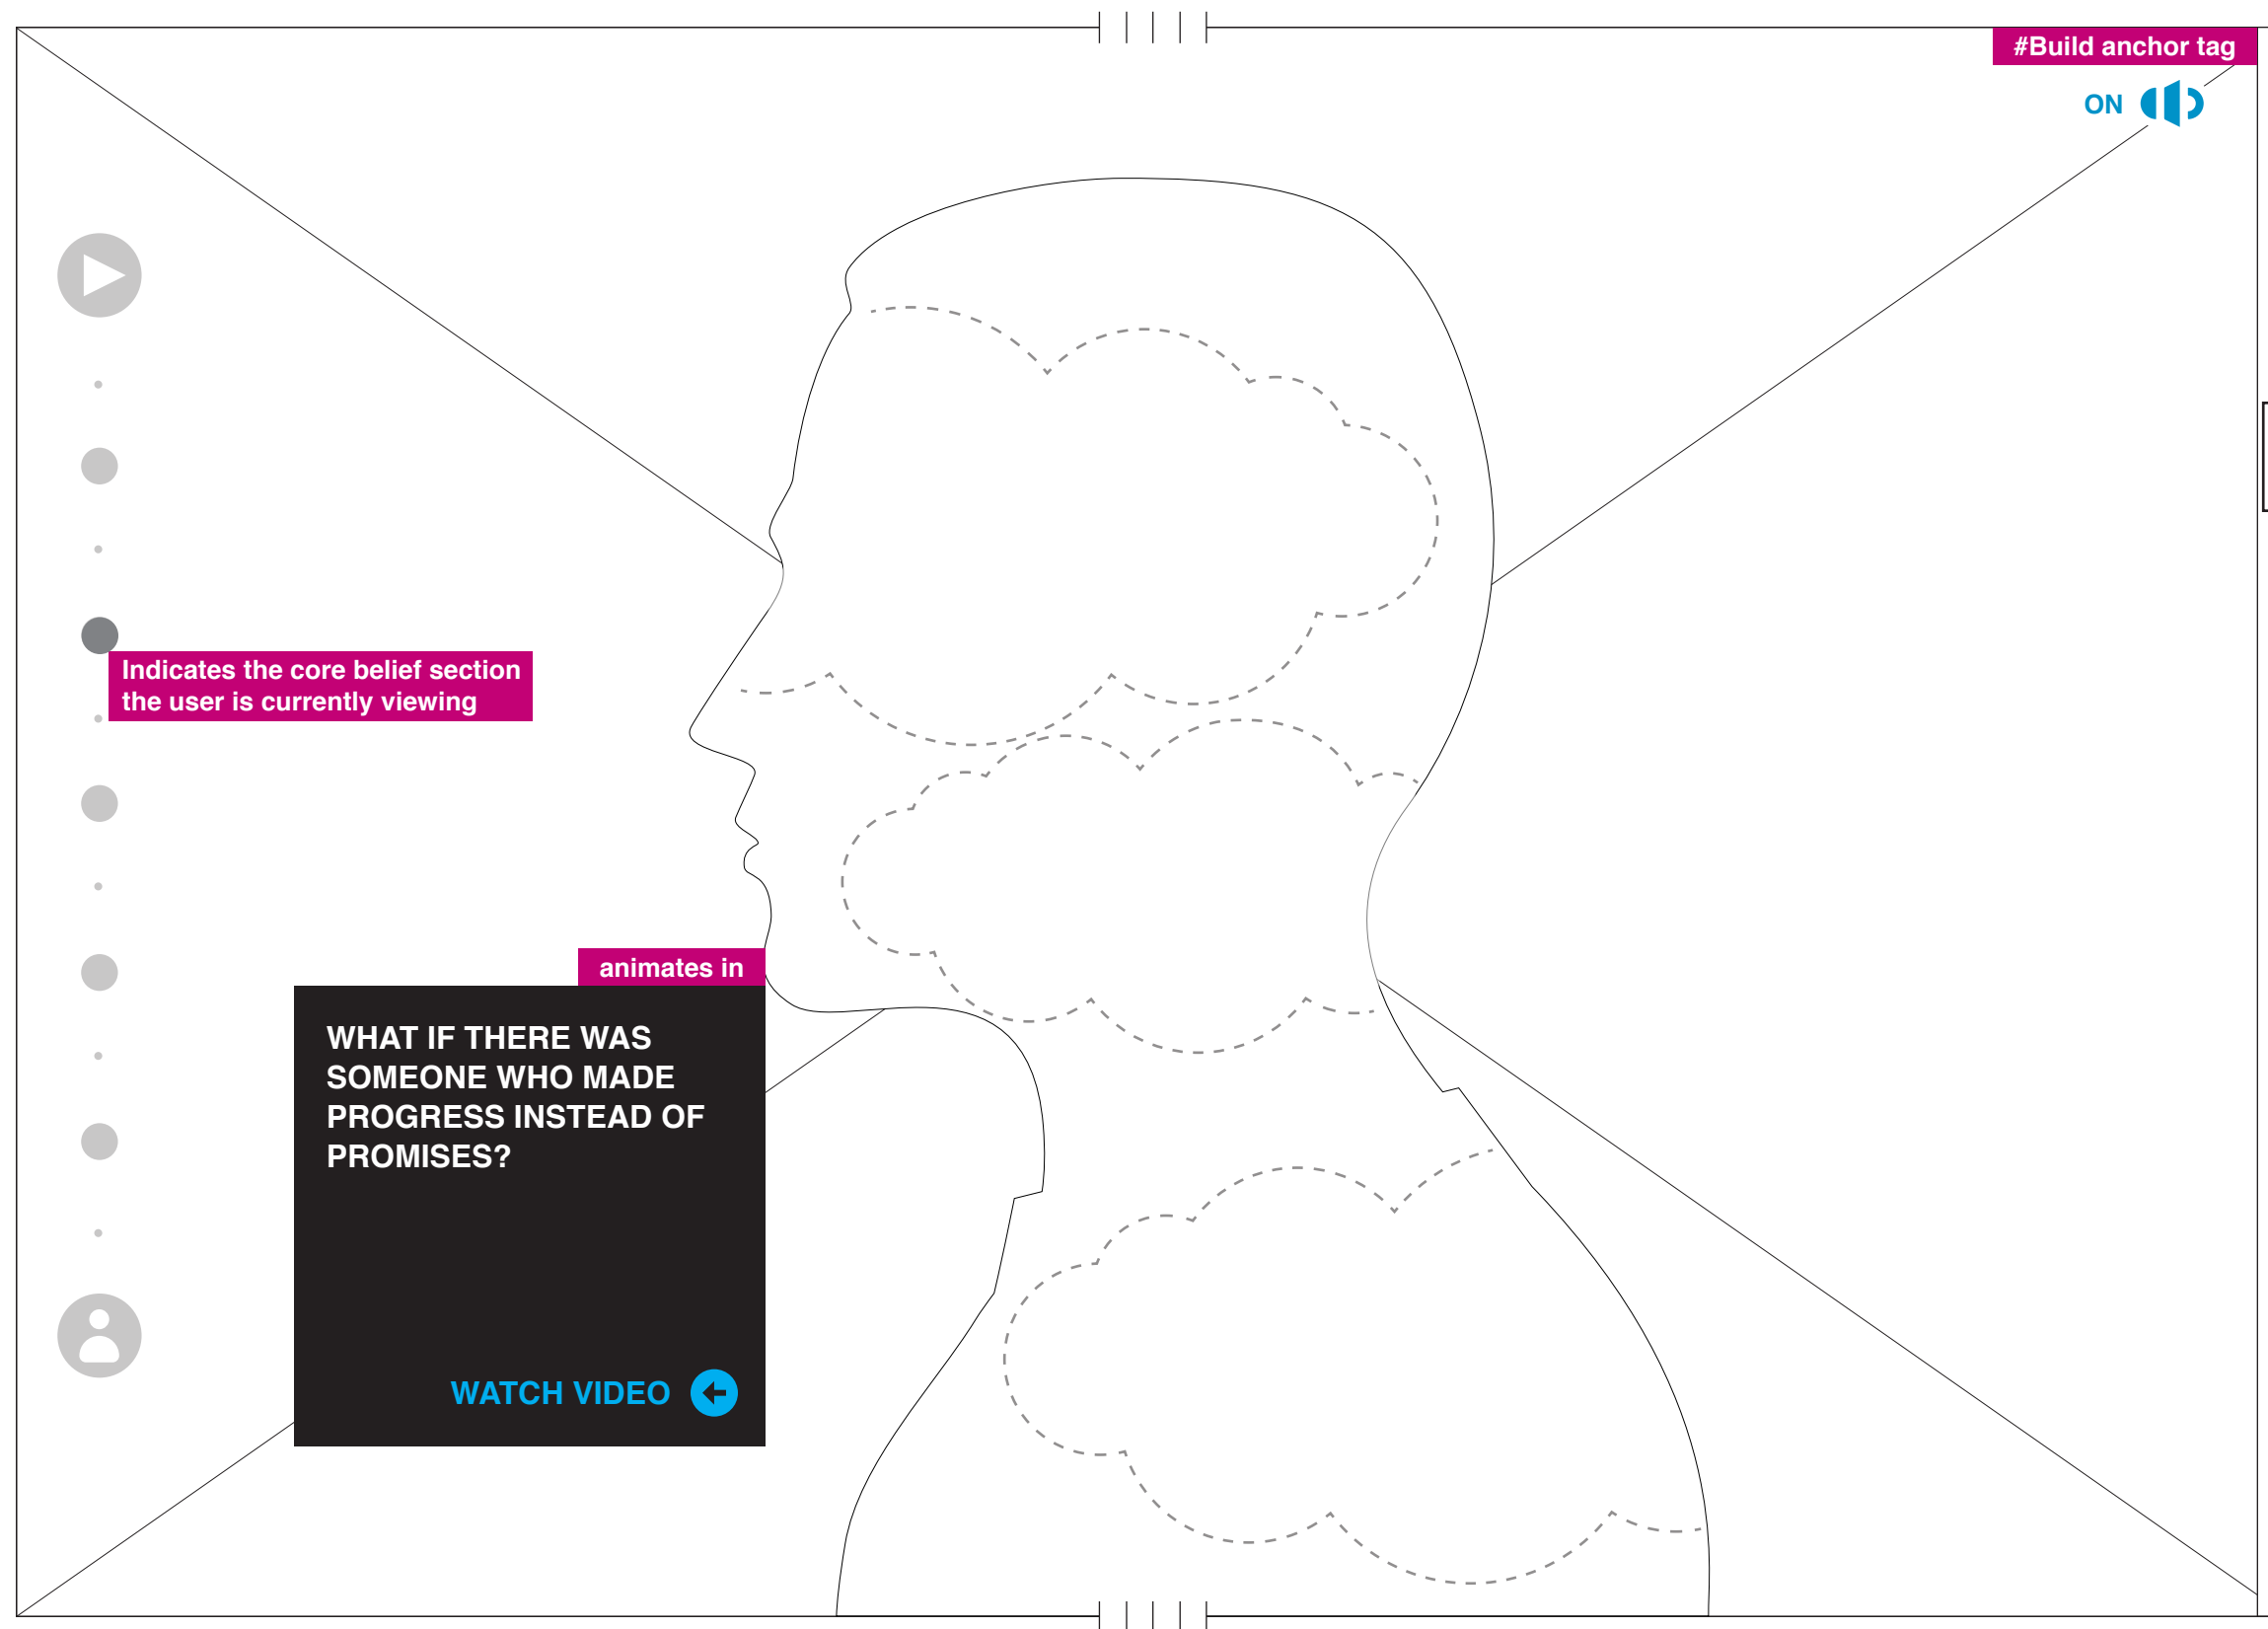 #Build anchor tag
ON
Indicates the core belief section
the user is currently viewing
animates in
WHAT IF THERE WAS
SOMEONE WHO MADE
PROGRESS INSTEAD OF
PROMISES?
WATCH VIDEO